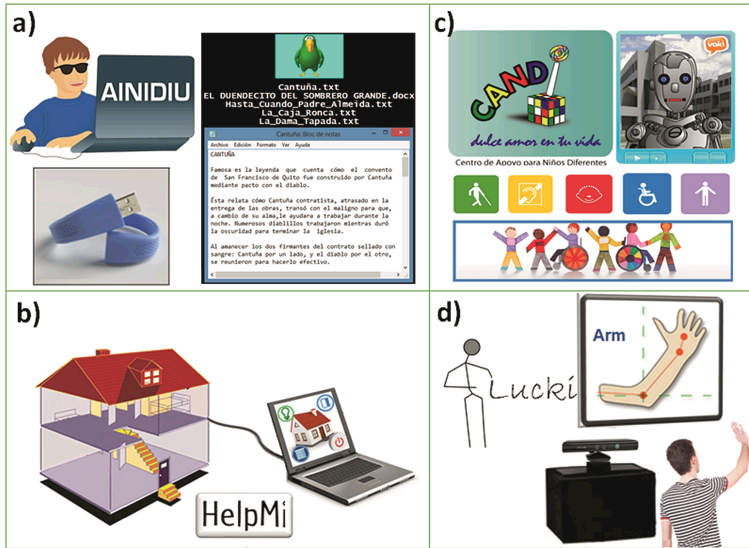 a)
AINIDIU
Cantuña.txt
EL DUENDECITO DEL SOMBRERO GRANDE.docx
Hasta_Cuando_Padre_Almeida.txt
La_Caja_Ronca.txt
La_Dama_Tapada.txt
Cantuña: Bloc de notas
Archivo Edición Formato Ver Ayuda
CANTUÑA
Famosa es la leyenda que cuenta cómo el convento
de San Francisco de Quito fue construido por Cantuña
mediante pacto con el diablo.
Ésta relata cómo Cantuña contratista, atrasado en la
entrega de las obras, transó con el maligno para que,
a cambio de su alma,le ayudara a trabajar durante la
noche. Numerosos diablillos trabajaron mientras duró
la oscuridad para terminar la iglesia.
Al amanecer los dos firmantes del contrato sellado con
sangre: Cantuña por un lado, y el diablo por el otro,
se reunieron para hacerlo efectivo.
c)
CANDI
dulce amor en tu vida
Centro de Apoyo para Niños Diferentes
voki
b)
HelpMi
d)
Lucki
Arm